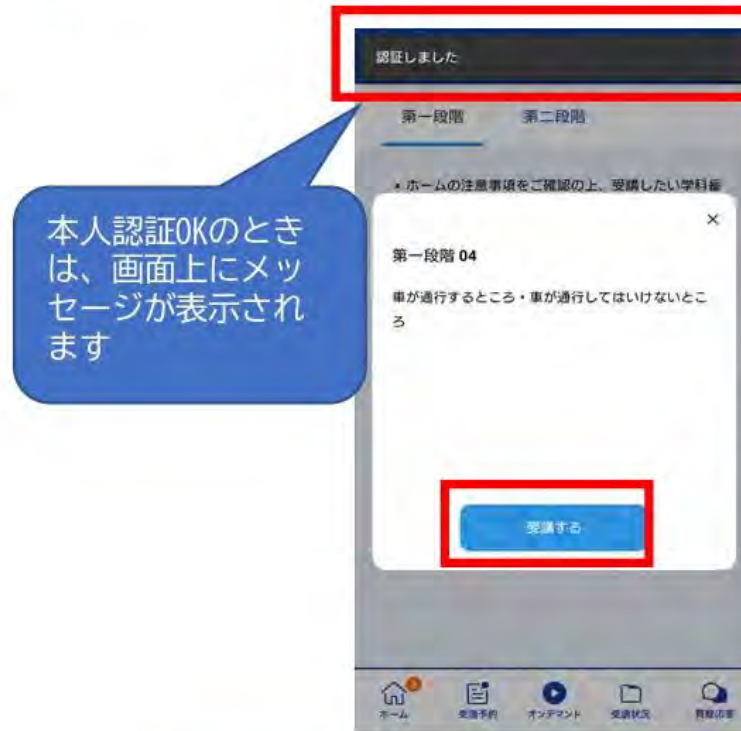 認証しました
第一段階 第二段階
• ホームの注意事項をご確認の上、受講したい学科番
本人認証OKのとき
は、画面上にメッ
セージが表示され
ます
×
第一段階 04
車が通行するところ・車が通行してはいけないとこ
ろ
受講する
ホーム 受講予約 オンデマンド 受講状況 質疑応答